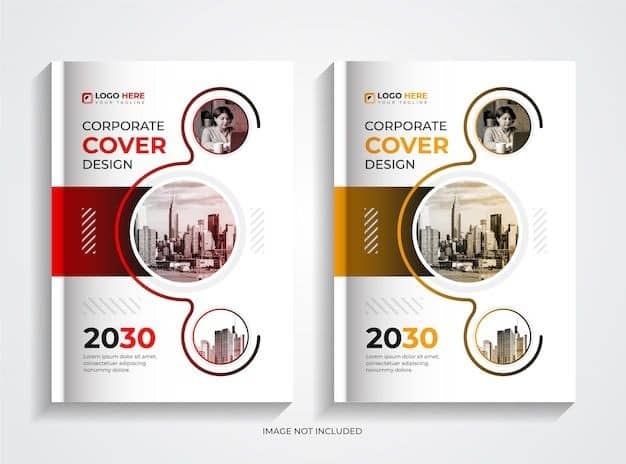 LOGO HERE
YOUR TAGLINE
CORPORATE
COVER
DESIGN
2030
Lorem ipsum dolor sit amet,
consectetuer adipiscing elit,
sed diam nonummy
LOGO HERE
YOUR TAGLINE
CORPORATE
COVER
DESIGN
2030
Lorem ipsum dolor sit amet,
consectetuer adipiscing elit,
sed diam nonummy
IMAGE NOT INCLUDED